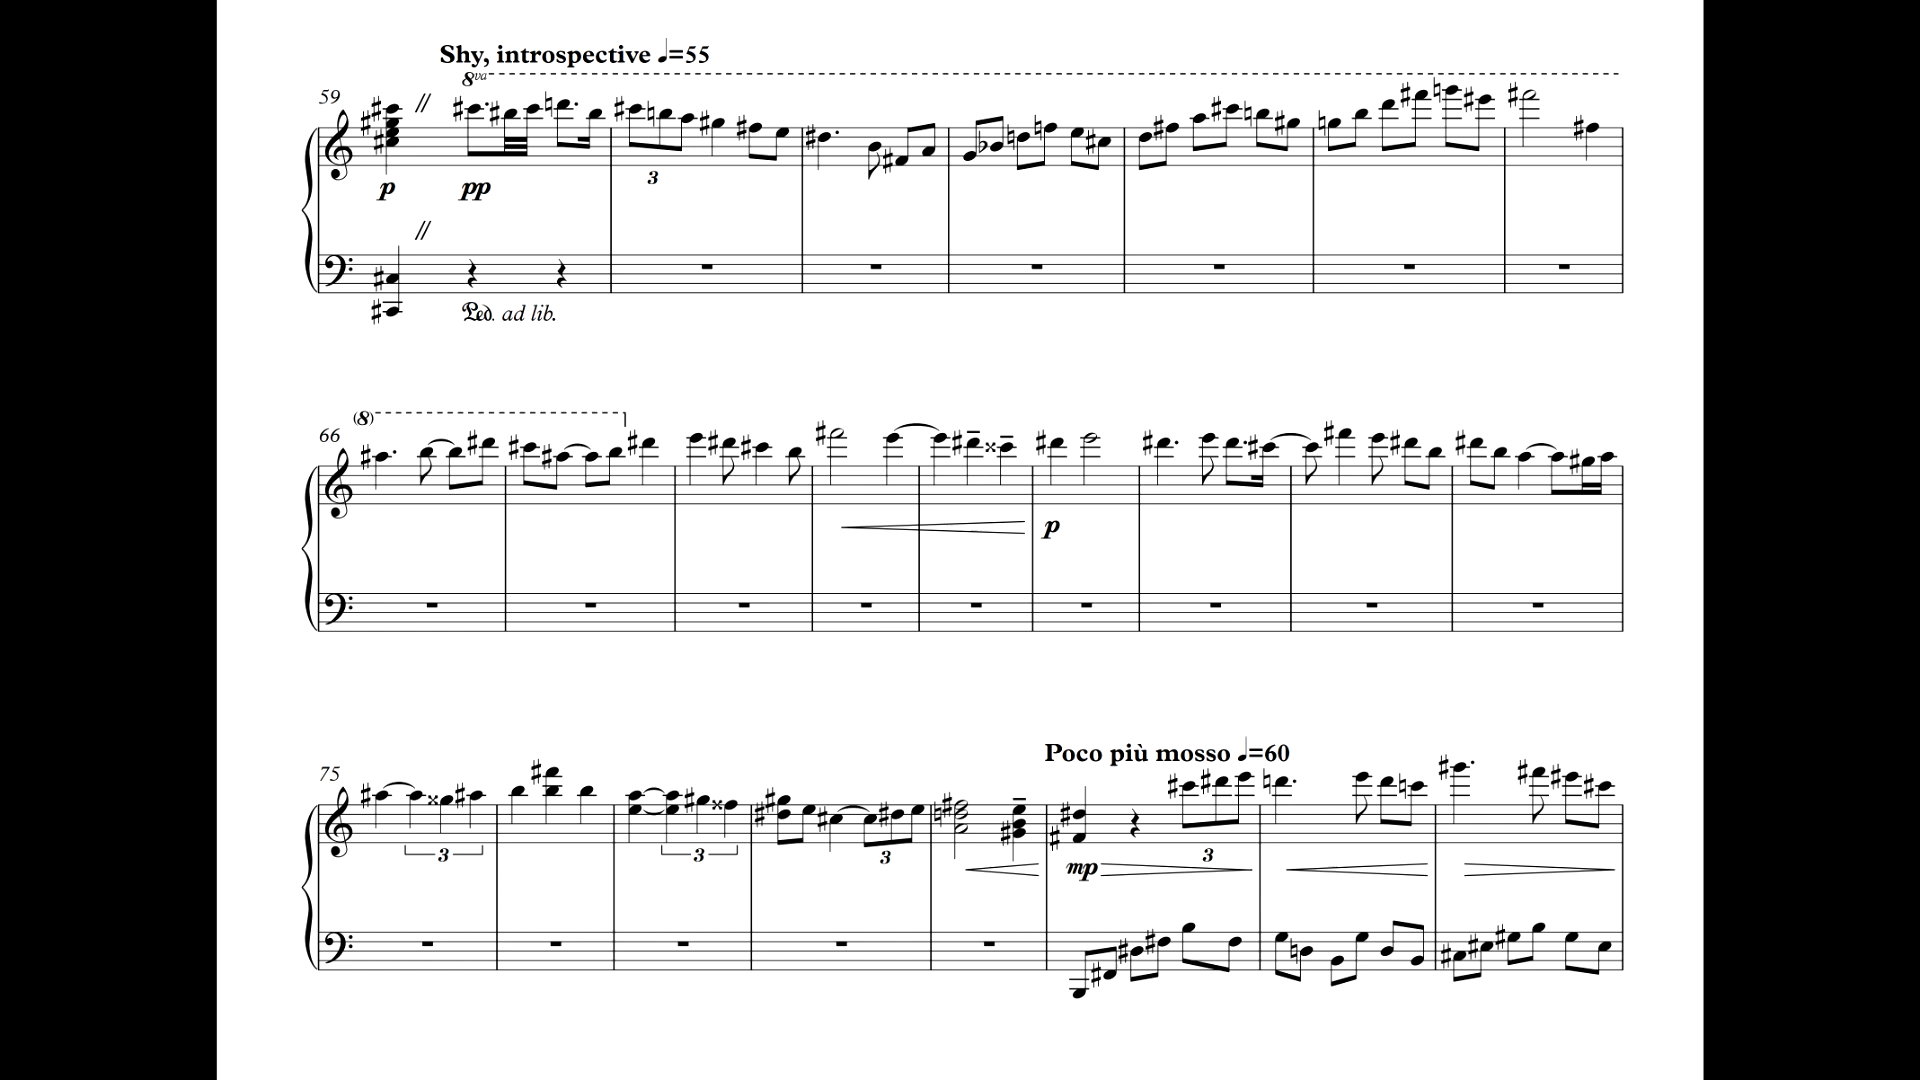 Shy, introspective ♩=55
8va
59
p
pp
3
Ped. ad lib.
(8)
66
p
Poco più mosso ♩=60
75
3
3
3
3
mp